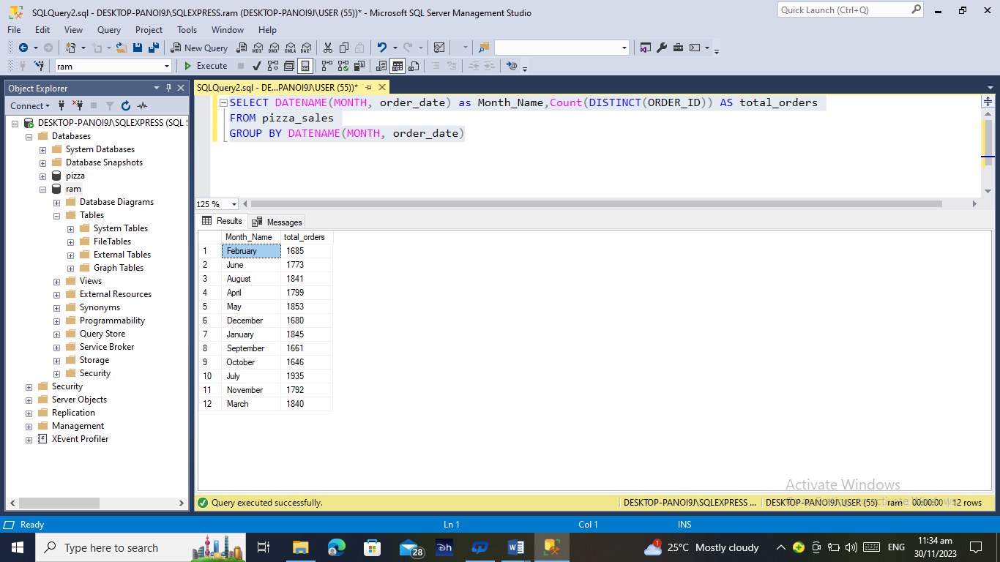 SQLQuery2.sql - DESKTOP-PANOI9J\SQLEXPRESS.ram (DESKTOP-PANOI9J\USER (55))* - Microsoft SQL Server Management Studio
Quick Launch (Ctrl+Q)
File Edit View Query Project Tools Window Help
New Query MDX DMX XMLA DAX
ram Execute
Object Explorer
Connect
DESKTOP-PANOI9J\SQLEXPRESS (SQL
Databases
System Databases
Database Snapshots
pizza
ram
Database Diagrams
Tables
System Tables
FileTables
External Tables
Graph Tables
Views
External Resources
Synonyms
Programmability
Query Store
Service Broker
Storage
Security
Security
Server Objects
Replication
Management
XEvent Profiler
SQLQuery2.sql - DE...PANOI9J\USER (55))*
SELECT DATENAME(MONTH, order_date) as Month_Name,Count(DISTINCT(ORDER_ID)) AS total_orders
FROM pizza_sales
GROUP BY DATENAME(MONTH, order_date)
125 %
Results Messages
Month_Name total_orders
1 February 1685
2 June 1773
3 August 1841
4 April 1799
5 May 1853
6 December 1680
7 January 1845
8 September 1661
9 October 1646
10 July 1935
11 November 1792
12 March 1840
Activate Windows
Query executed successfully. DESKTOP-PANOI9J\SQLEXPRESS ... DESKTOP-PANOI9J\USER (55) ram 00:00:00 12 rows
Ready Ln 1 Col 1 INS
Type here to search 28 dh 1 25°C Mostly cloudy ENG 11:34 am
30/11/2023